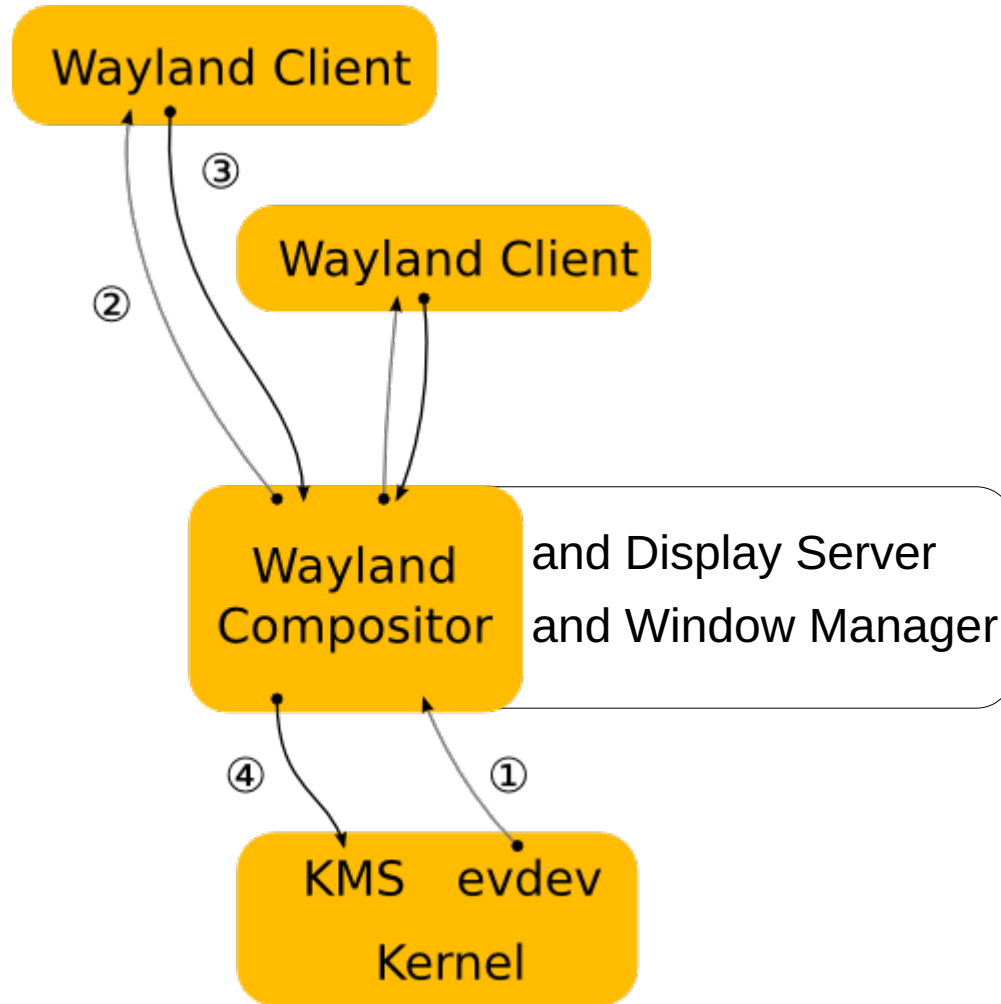 Wayland Client
③
Wayland Client
②
Wayland
Compositor
and Display Server
and Window Manager
④
①
KMS evdev
Kernel